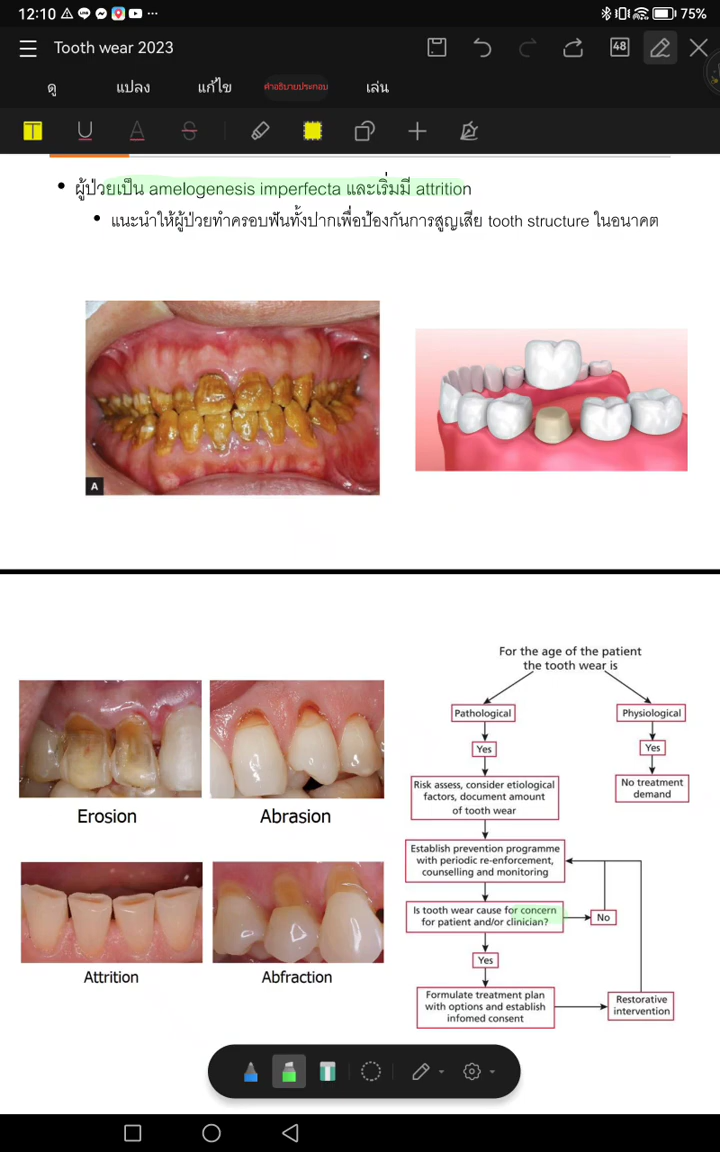 12:10
75%
Tooth wear 2023
48
ดู แปลง แก้ไข คำอธิบายประกอบ เล่น
T U A S
• ผู้ป่วยเป็น amelogenesis imperfecta และเริ่มมี attrition
• แนะนำให้ผู้ป่วยทำครอบฟันทั้งปากเพื่อป้องกันการสูญเสีย tooth structure ในอนาคต
A
Erosion
Abrasion
Attrition
Abfraction
For the age of the patient
the tooth wear is
Pathological
Physiological
Yes
Yes
Risk assess, consider etiological
factors, document amount
of tooth wear
No treatment
demand
Establish prevention programme
with periodic re-enforcement,
counselling and monitoring
Is tooth wear cause for concern
for patient and/or clinician?
No
Yes
Formulate treatment plan
with options and establish
infomed consent
Restorative
intervention